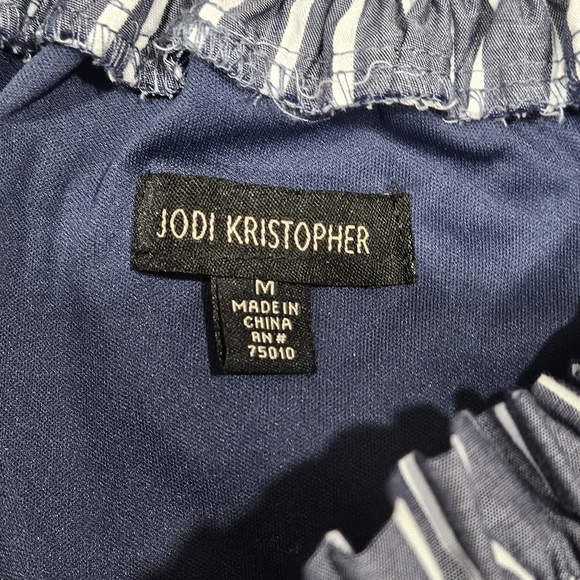 JODI KRISTOPHER
M
MADE IN
CHINA
RN#
75010